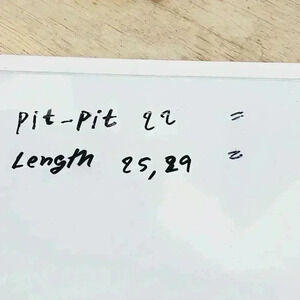 Pit-Pit 22 =
Length 25,29 =